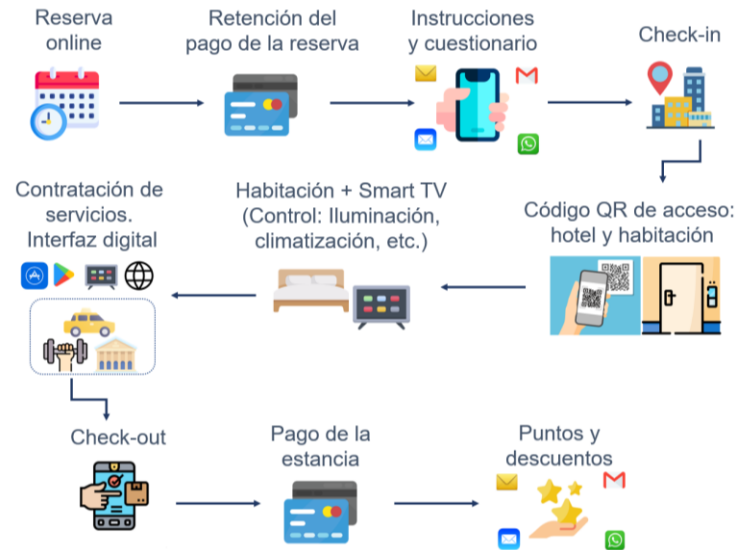 Reserva
online
Retención del
pago de la reserva
Instrucciones
y cuestionario
Check-in
Código QR de acceso:
hotel y habitación
Habitación + Smart TV
(Control: Iluminación,
climatización, etc.)
Contratación de
servicios.
Interfaz digital
Check-out
Pago de la
estancia
Puntos y
descuentos